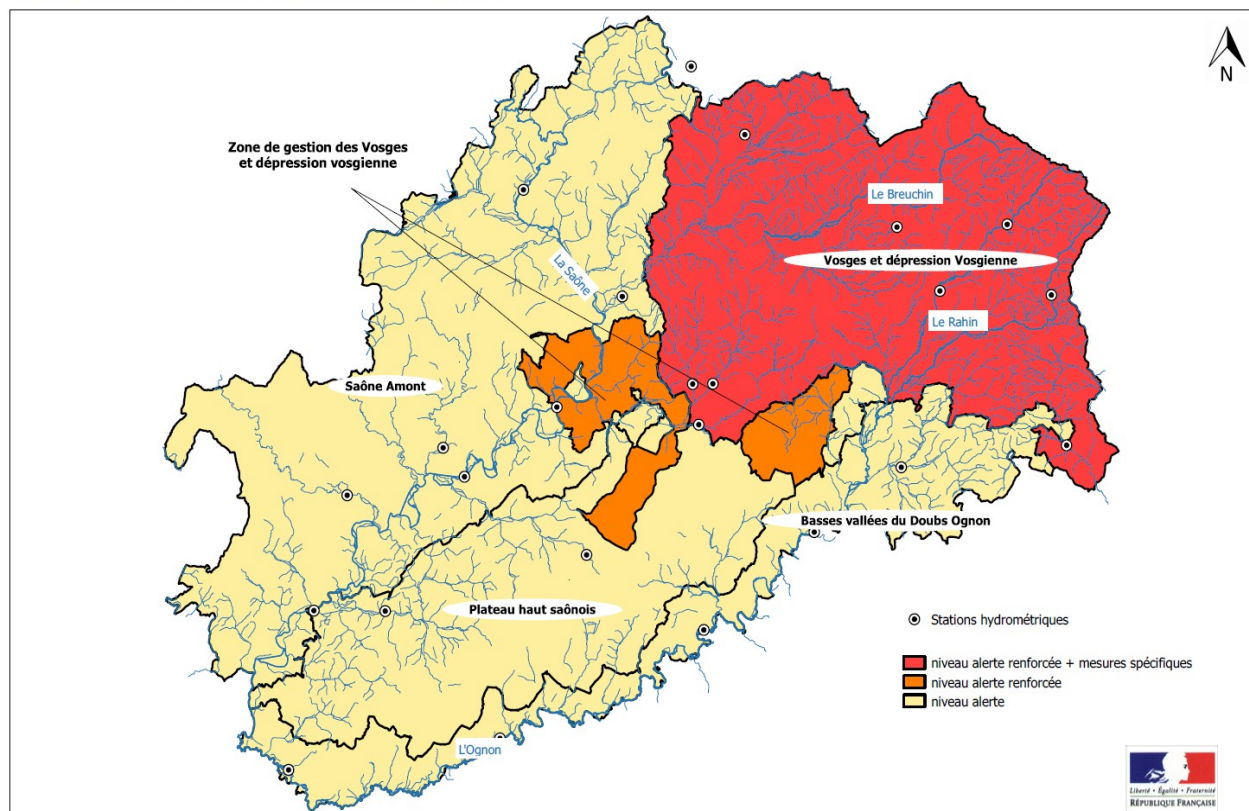 N
Zone de gestion des Vosges
et dépression vosgienne
Le Breuchin
Vosges et dépression Vosgienne
La Saône
Le Rahin
Saône Amont
Basses vallées du Doubs Ognon
Plateau haut saônois
Stations hydrométriques
niveau alerte renforcée + mesures spécifiques
niveau alerte renforcée
niveau alerte
L'Ognon
Liberté • Égalité • Fraternité
RÉPUBLIQUE FRANÇAISE